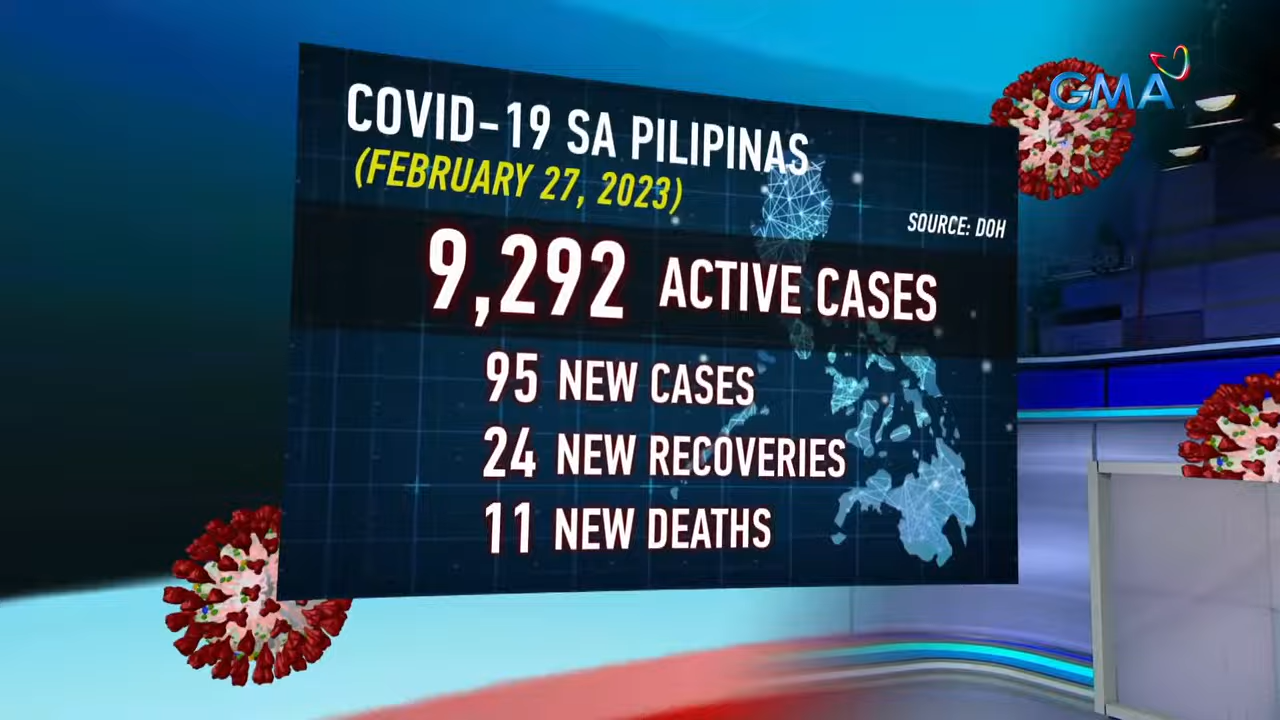 GMA
COVID-19 SA PILIPINAS
(FEBRUARY 27, 2023)
SOURCE: DOH
9,292 ACTIVE CASES
95 NEW CASES
24 NEW RECOVERIES
11 NEW DEATHS